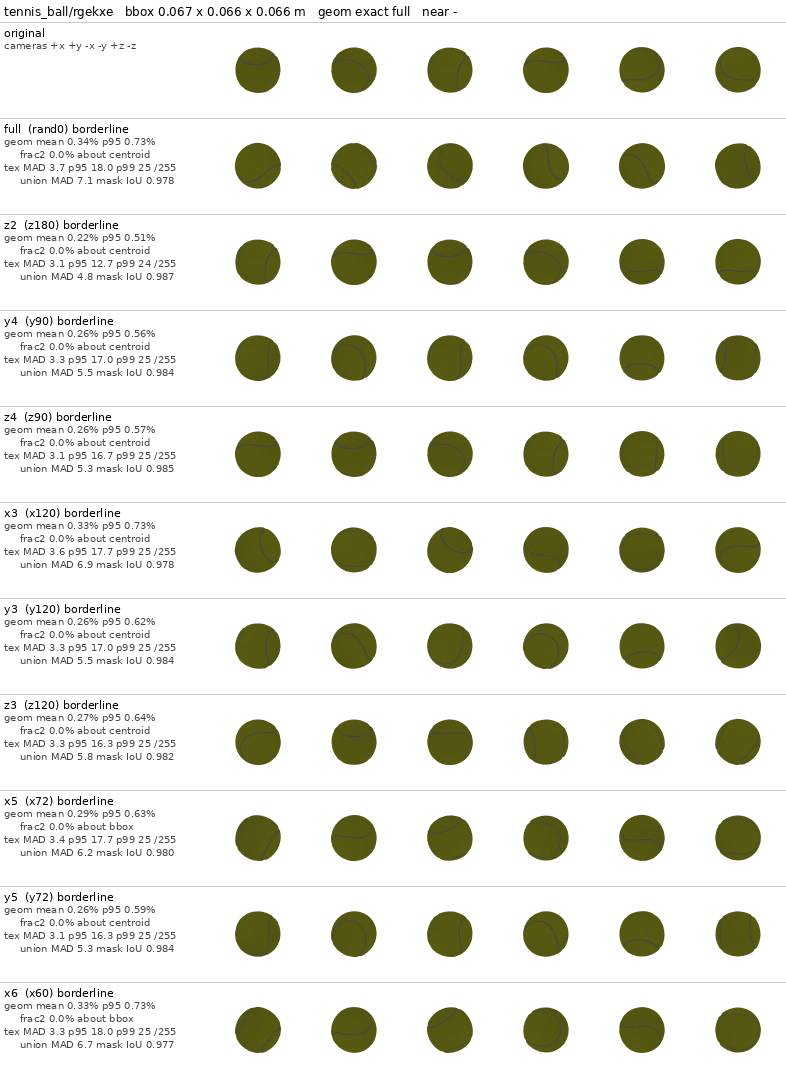 tennis_ball/rgekxe   bbox 0.067 x 0.066 x 0.066 m   geom exact full   near -
original
cameras +x +y -x -y +z -z
full  (rand0) borderline
geom mean 0.34% p95 0.73%
frac2 0.0% about centroid
tex MAD 3.7 p95 18.0 p99 25 /255
union MAD 7.1 mask IoU 0.978
z2  (z180) borderline
geom mean 0.22% p95 0.51%
frac2 0.0% about centroid
tex MAD 3.1 p95 12.7 p99 24 /255
union MAD 4.8 mask IoU 0.987
y4  (y90) borderline
geom mean 0.26% p95 0.56%
frac2 0.0% about centroid
tex MAD 3.3 p95 17.0 p99 25 /255
union MAD 5.5 mask IoU 0.984
z4  (z90) borderline
geom mean 0.26% p95 0.57%
frac2 0.0% about centroid
tex MAD 3.1 p95 16.7 p99 25 /255
union MAD 5.3 mask IoU 0.985
x3  (x120) borderline
geom mean 0.33% p95 0.73%
frac2 0.0% about centroid
tex MAD 3.6 p95 17.7 p99 25 /255
union MAD 6.9 mask IoU 0.978
y3  (y120) borderline
geom mean 0.26% p95 0.62%
frac2 0.0% about centroid
tex MAD 3.3 p95 17.0 p99 25 /255
union MAD 5.5 mask IoU 0.984
z3  (z120) borderline
geom mean 0.27% p95 0.64%
frac2 0.0% about centroid
tex MAD 3.3 p95 16.3 p99 25 /255
union MAD 5.8 mask IoU 0.982
x5  (x72) borderline
geom mean 0.29% p95 0.63%
frac2 0.0% about bbox
tex MAD 3.4 p95 17.7 p99 25 /255
union MAD 6.2 mask IoU 0.980
y5  (y72) borderline
geom mean 0.26% p95 0.59%
frac2 0.0% about centroid
tex MAD 3.1 p95 16.3 p99 25 /255
union MAD 5.3 mask IoU 0.984
x6  (x60) borderline
geom mean 0.33% p95 0.73%
frac2 0.0% about bbox
tex MAD 3.3 p95 18.0 p99 25 /255
union MAD 6.7 mask IoU 0.977